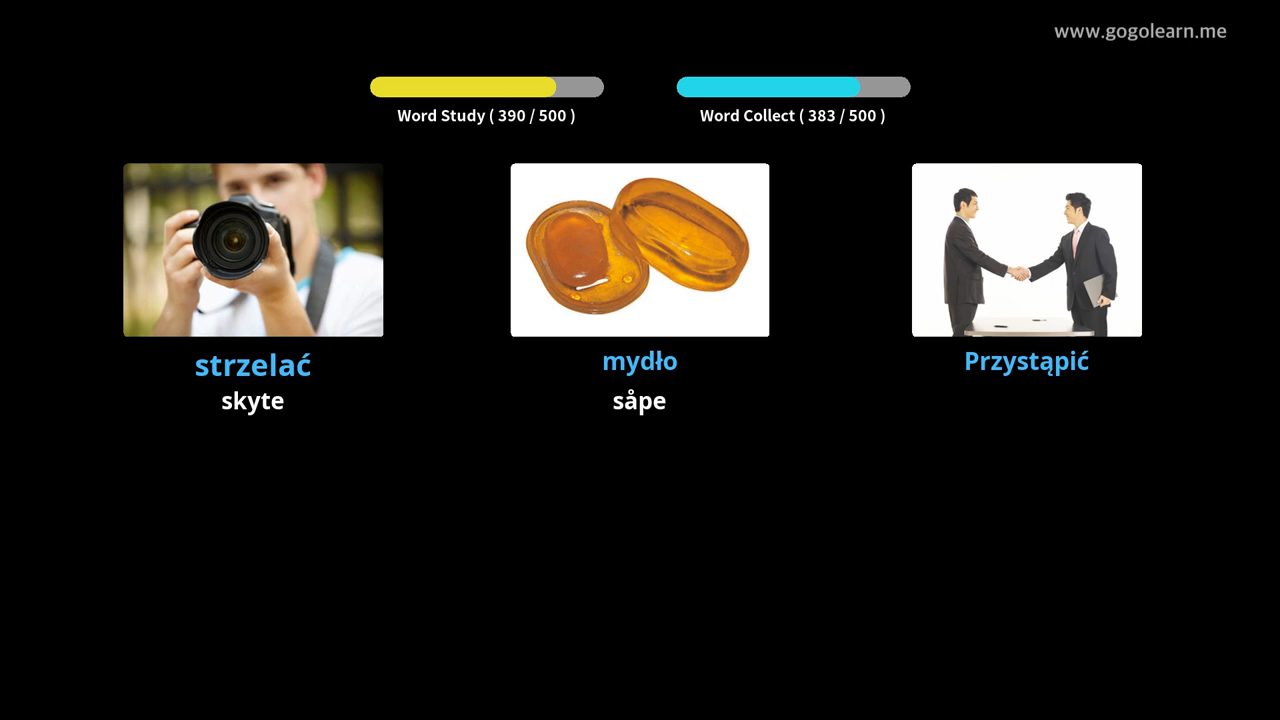 www.gogolearn.me
Word Study ( 390 / 500 )
Word Collect ( 383 / 500 )
strzelać
skyte
mydło
såpe
Przystąpić